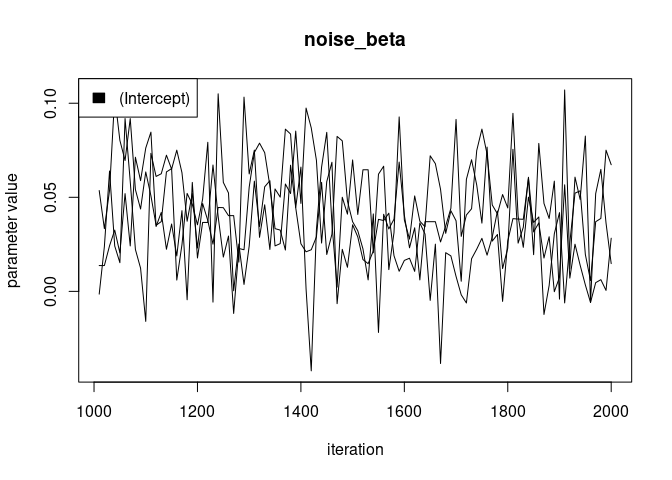 noise_beta
(Intercept)
parameter value
0.10
0.05
0.00
1000 1200 1400 1600 1800 2000
iteration